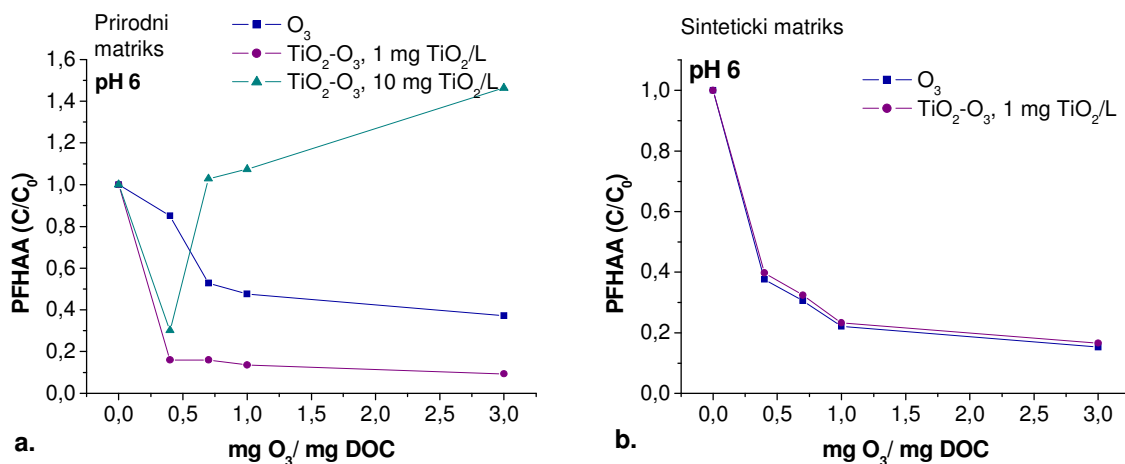 Prirodni
matriks
pH 6
O₃
TiO₂-O₃, 1 mg TiO₂/L
TiO₂-O₃, 10 mg TiO₂/L
1,6
1,4
1,2
1,0
0,8
0,6
0,4
0,2
0,0
PFHAA (C/C₀)
0,0 0,5 1,0 1,5 2,0 2,5 3,0
mg O₃/ mg DOC
a.
Sinteticki matriks
pH 6
O₃
TiO₂-O₃, 1 mg TiO₂/L
1,0
0,8
0,6
0,4
0,2
0,0
PFHAA (C/C₀)
0,0 0,5 1,0 1,5 2,0 2,5 3,0
mg O₃/ mg DOC
b.